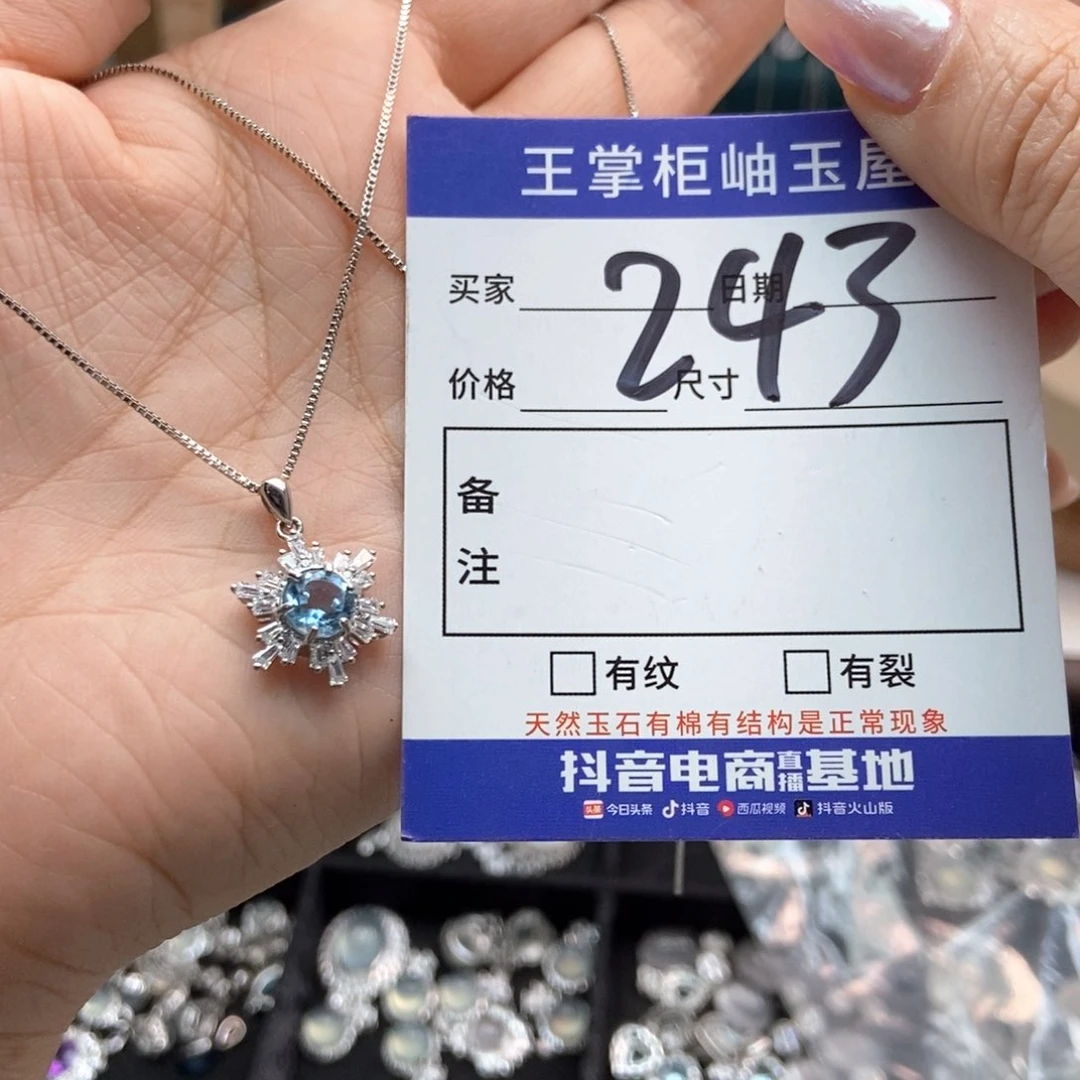 王掌柜岫玉屋
买家 日期
243
价格 尺寸
备
注
有纹 有裂
天然玉石有棉有结构是正常现象
抖音电商直播基地
头条 今日头条 抖音 西瓜视频 抖音火山版